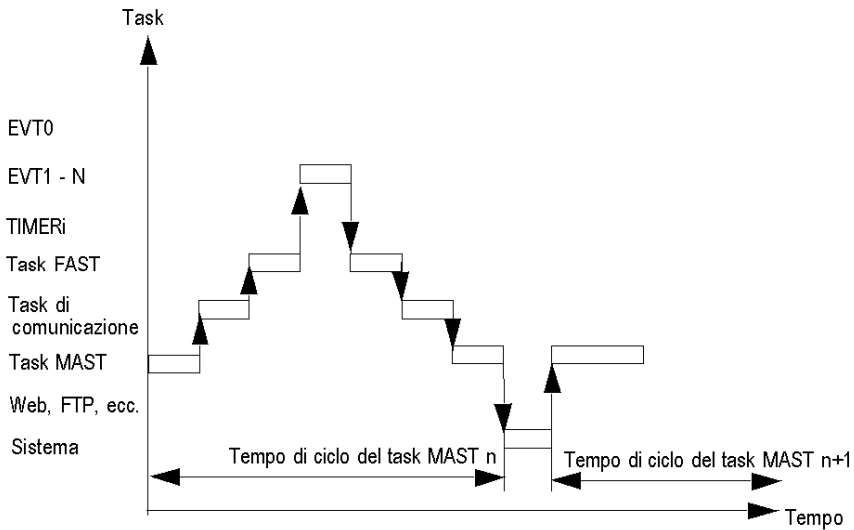 Task
EVT0
EVT1 - N
TIMERi
Task FAST
Task di
comunicazione
Task MAST
Web, FTP, ecc.
Sistema
Tempo di ciclo del task MAST n
Tempo di ciclo del task MAST n+1
Tempo